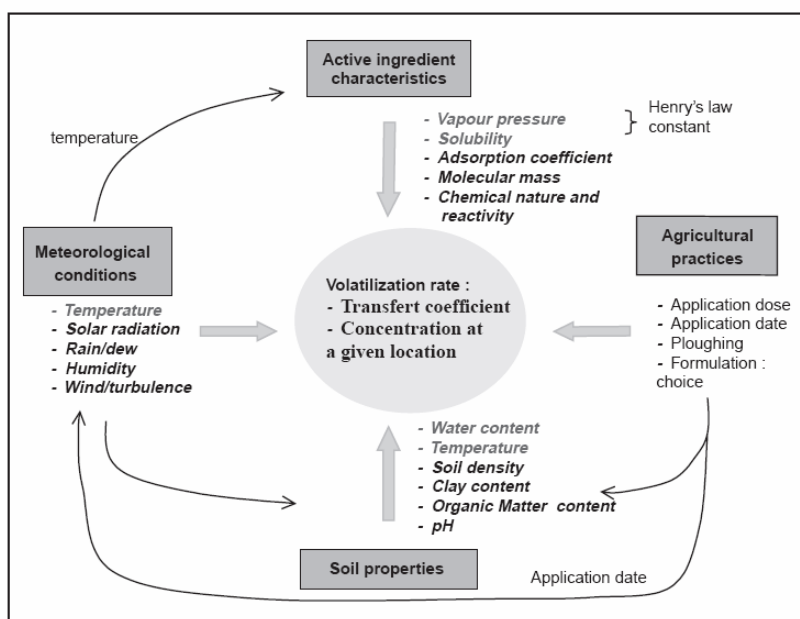 Active ingredient
characteristics
temperature
- Vapour pressure
- Solubility
- Adsorption coefficient
- Molecular mass
- Chemical nature and
reactivity
Henry's law
constant
Meteorological
conditions
- Temperature
- Solar radiation
- Rain/dew
- Humidity
- Wind/turbulence
Volatilization rate :
- Transfert coefficient
- Concentration at
a given location
Agricultural
practices
- Application dose
- Application date
- Ploughing
- Formulation :
choice
- Water content
- Temperature
- Soil density
- Clay content
- Organic Matter content
- pH
Soil properties
Application date